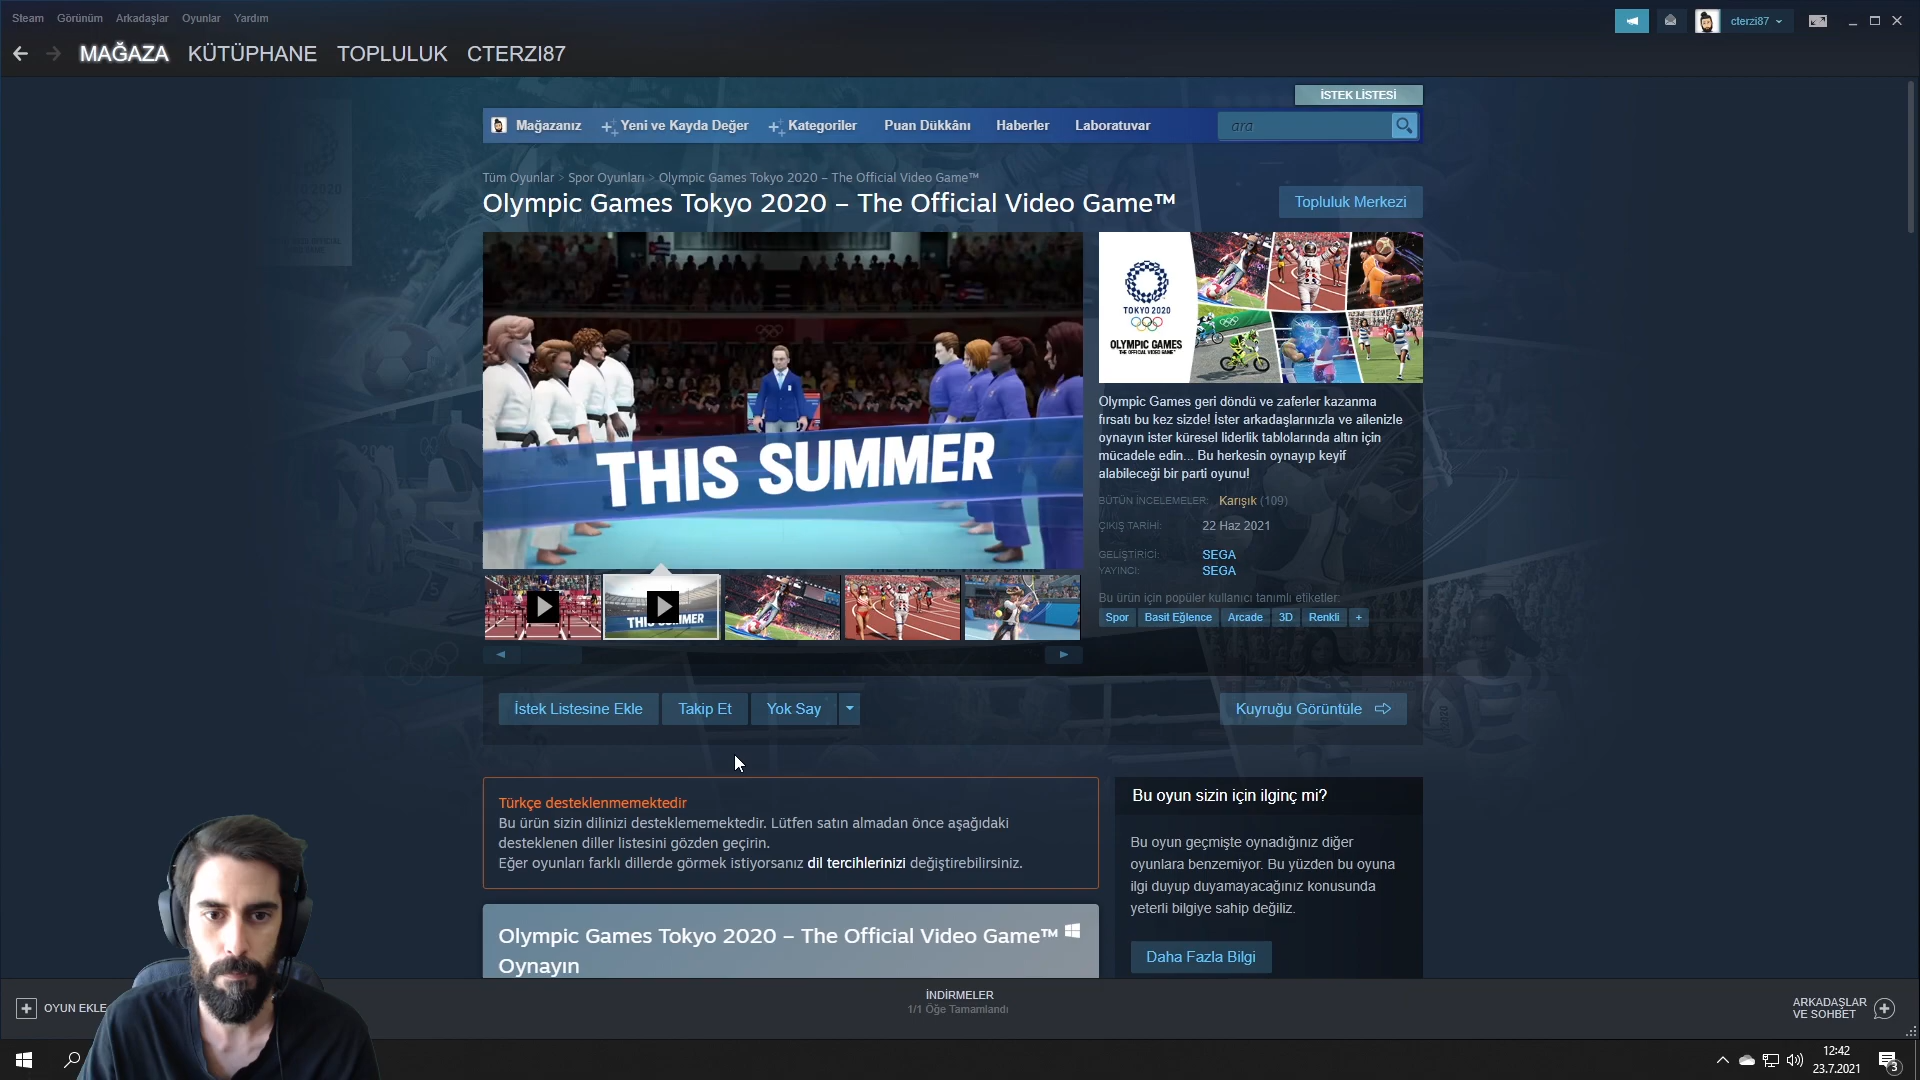 Steam Görünüm Arkadaşlar Oyunlar Yardım
cterzi87
MAĞAZA KÜTÜPHANE TOPLULUK CTERZI87
İSTEK LİSTESİ
Mağazanız Yeni ve Kayda Değer Kategoriler Puan Dükkânı Haberler Laboratuvar ara
Tüm Oyunlar > Spor Oyunları > Olympic Games Tokyo 2020 – The Official Video Game™
Olympic Games Tokyo 2020 – The Official Video Game™
Topluluk Merkezi
THIS SUMMER
TOKYO 2020
OLYMPIC GAMES
THE OFFICIAL VIDEO GAME™
Olympic Games geri döndü ve zaferler kazanma
fırsatı bu kez sizde! İster arkadaşlarınızla ve ailenizle
oynayın ister küresel liderlik tablolarında altın için
mücadele edin... Bu herkesin oynayıp keyif
alabileceği bir parti oyunu!
BÜTÜN İNCELEMELER: Karışık (109)
ÇIKIŞ TARİHİ: 22 Haz 2021
GELİŞTİRİCİ: SEGA
YAYINCI: SEGA
Bu ürün için popüler kullanıcı tanımlı etiketler:
Spor Basit Eğlence Arcade 3D Renkli +
İstek Listesine Ekle Takip Et Yok Say
Kuyruğu Görüntüle
Türkçe desteklenmemektedir
Bu ürün sizin dilinizi desteklememektedir. Lütfen satın almadan önce aşağıdaki
desteklenen diller listesini gözden geçirin.
Eğer oyunları farklı dillerde görmek istiyorsanız dil tercihlerinizi değiştirebilirsiniz.
Bu oyun sizin için ilginç mi?
Bu oyun geçmişte oynadığınız diğer
oyunlara benzemiyor. Bu yüzden bu oyuna
ilgi duyup duyamayacağınız konusunda
yeterli bilgiye sahip değiliz.
Daha Fazla Bilgi
Olympic Games Tokyo 2020 – The Official Video Game™
Oynayın
OYUN EKLE
İNDİRMELER
1/1 Öğe Tamamlandı
ARKADAŞLAR
VE SOHBET
12:42
23.7.2021
3